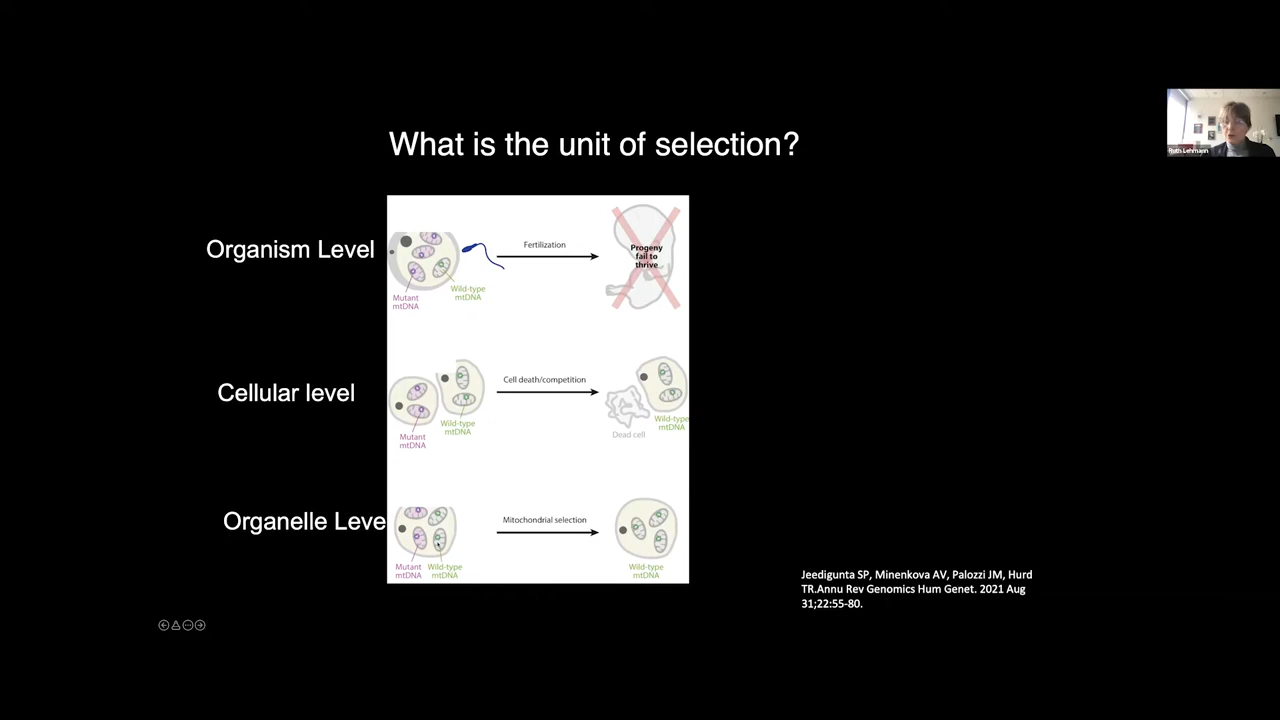 What is the unit of selection?
Ruth Lehmann
Organism Level
Fertilization
Progeny
fail to
thrive
Mutant
mtDNA
Wild-type
mtDNA
Cellular level
Cell death/competition
Mutant
mtDNA
Wild-type
mtDNA
Dead cell
Wild-type
mtDNA
Organelle Leve
Mitochondrial selection
Mutant
mtDNA
Wild-type
mtDNA
Wild-type
mtDNA
Jeedigunta SP, Minenkova AV, Palozzi JM, Hurd
TR.Annu Rev Genomics Hum Genet. 2021 Aug
31;22:55-80.